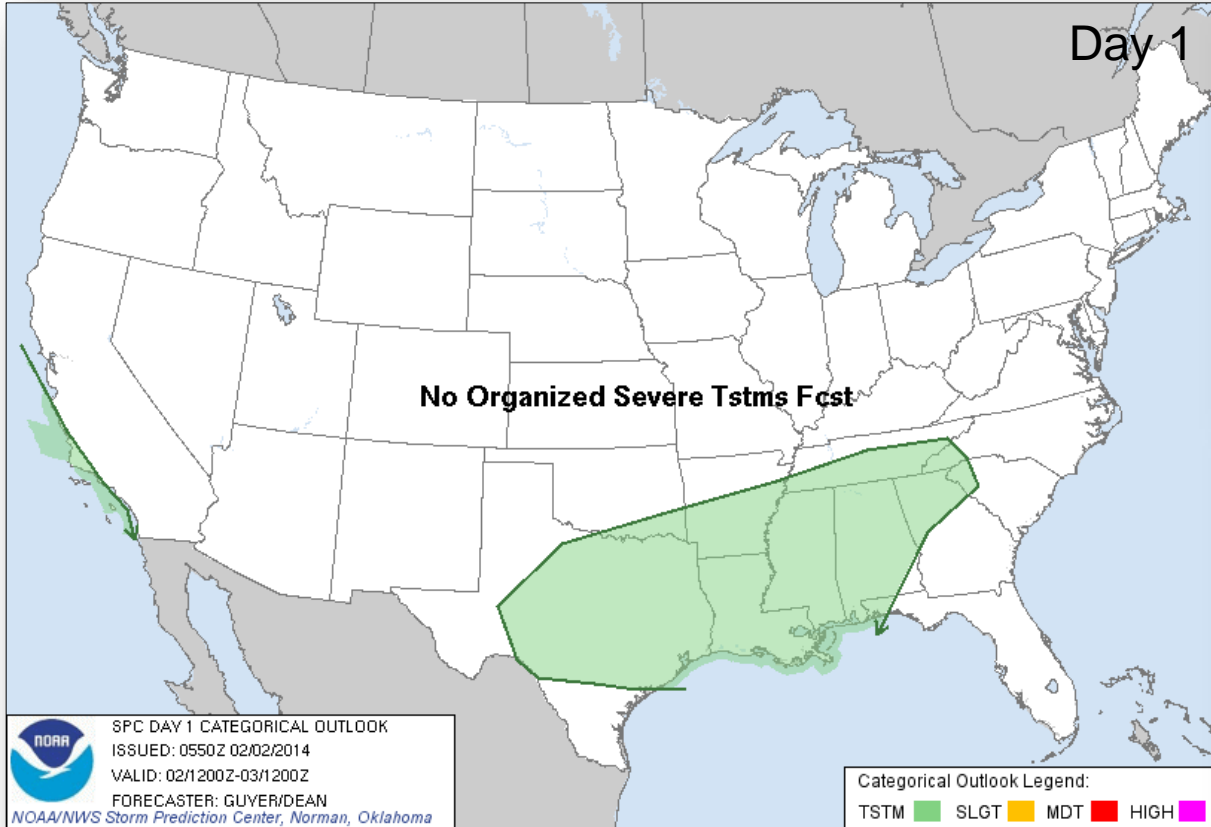 Day 1
No Organized Severe Tstms Fcst
NOAA
SPC DAY 1 CATEGORICAL OUTLOOK
ISSUED: 0550Z 02/02/2014
VALID: 02/1200Z-03/1200Z
FORECASTER: GUYER/DEAN
NOAA/NWS Storm Prediction Center, Norman, Oklahoma
Categorical Outlook Legend:
TSTM SLGT MDT HIGH